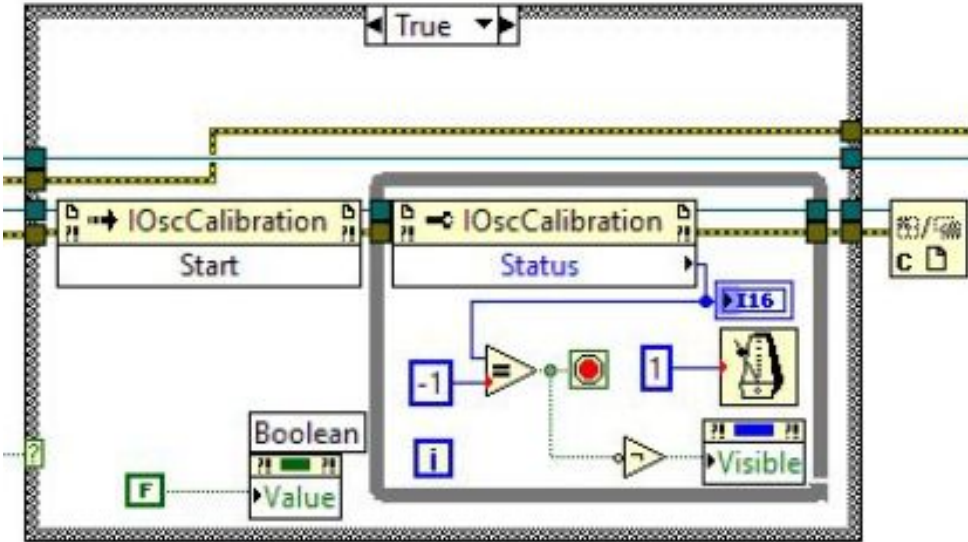 True
IOscCalibration
Start
IOscCalibration
Status
I16
=
-1
1
C
Boolean
i
?
F
Value
Visible